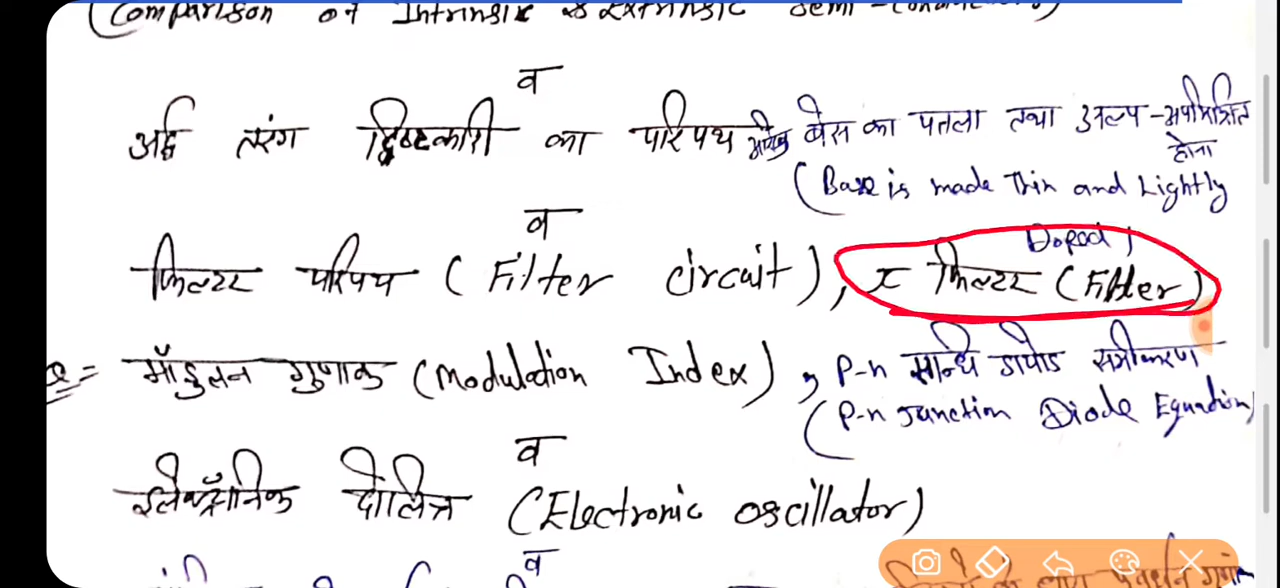 (Comparison of Intrinsic & Extrinsic Semi-Conductors)
व
अर्द्ध तरंग दिष्टकारी का परिपथ बेस का पतला तथा अल्प-अपमिश्रित
होना
(Base is made Thin and Lightly
Doped)
व
फिल्टर परिपथ (Filter circuit), π फिल्टर (Filter)
मॉडुलन गुणांक (Modulation Index), P-n सन्धि डायोड समीकरण
(P-n Junction Diode Equation)
व
इलेक्ट्रॉनिक दोलित्र (Electronic oscillator)
व